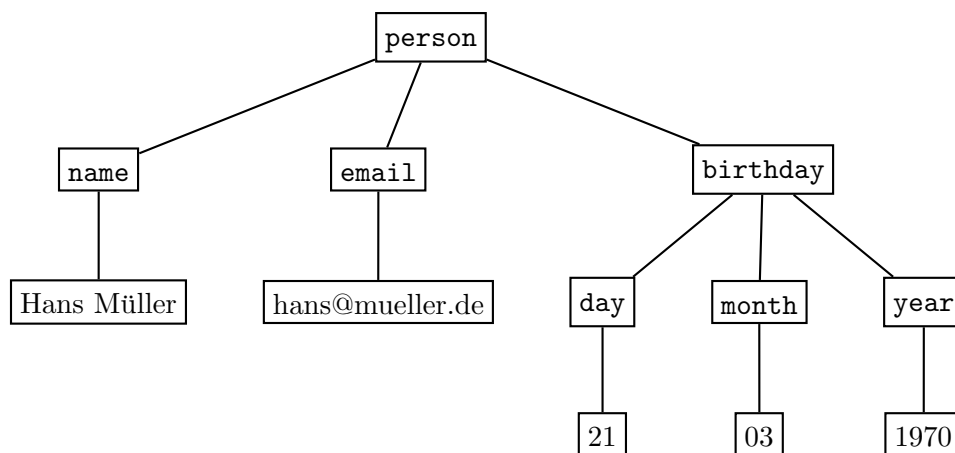 person
name email birthday
Hans Müller hans@mueller.de day month year
21 03 1970